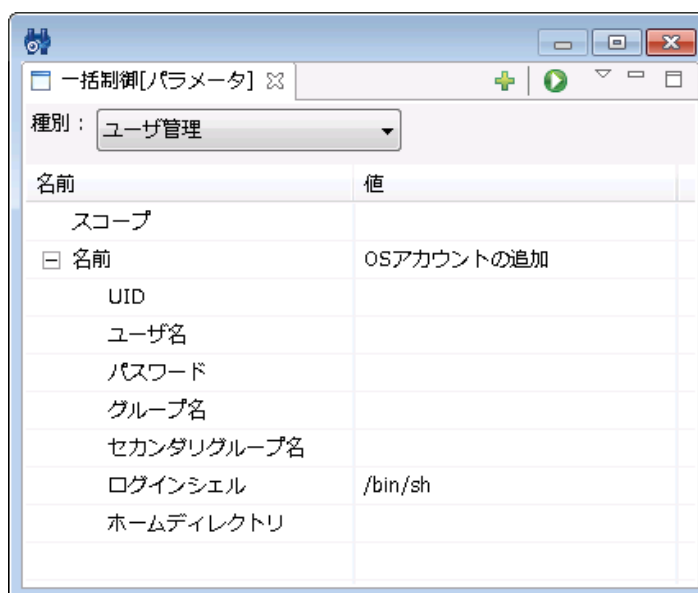 一括制御[パラメータ]
種別：　ユーザ管理
名前　値
スコープ
名前　OSアカウントの追加
UID
ユーザ名
パスワード
グループ名
セカンダリグループ名
ログインシェル　/bin/sh
ホームディレクトリ